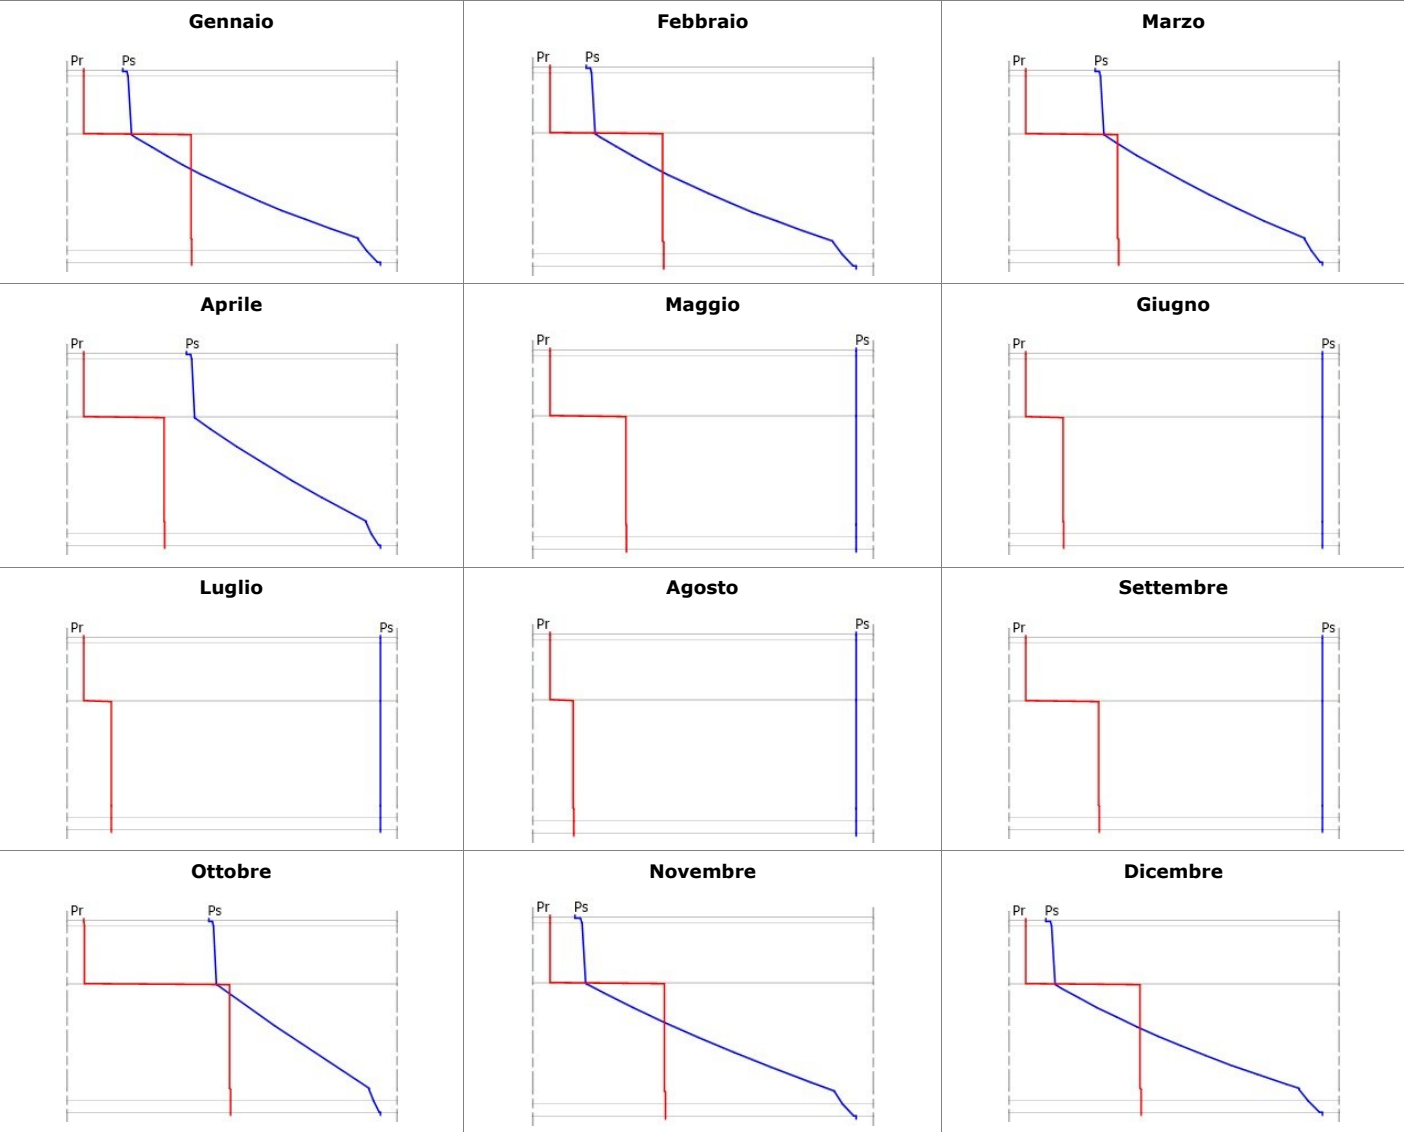 Gennaio
Febbraio
Marzo
Pr Ps
Pr Ps
Pr Ps
Aprile
Maggio
Giugno
Pr Ps
Pr Ps
Pr Ps
Luglio
Agosto
Settembre
Pr Ps
Pr Ps
Pr Ps
Ottobre
Novembre
Dicembre
Pr Ps
Pr Ps
Pr Ps